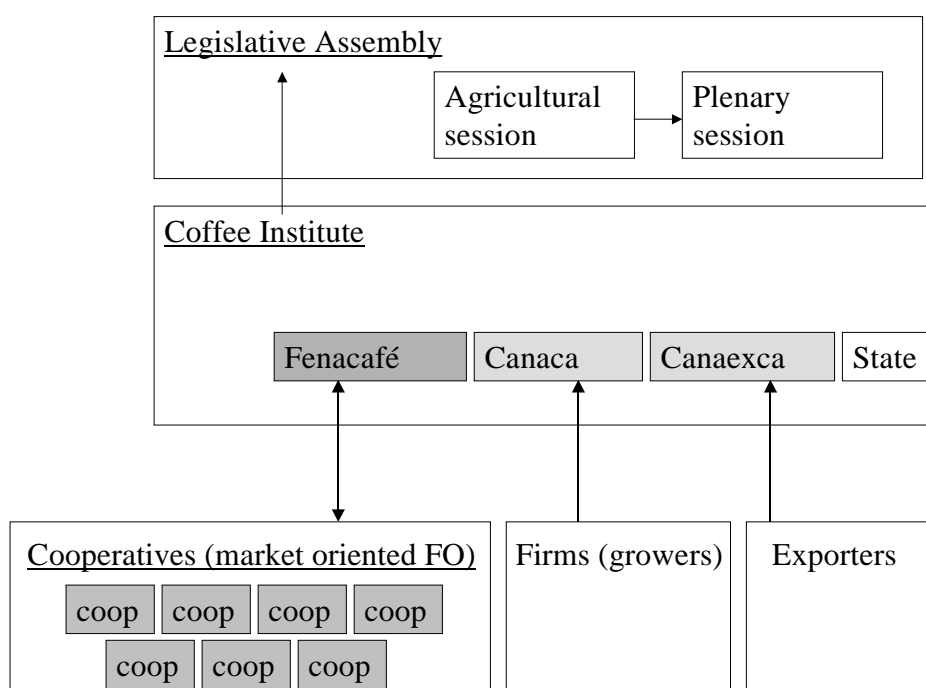 Legislative Assembly
Agricultural
session
Plenary
session
Coffee Institute
Fenacafé
Canaca
Canaexca
State
Cooperatives (market oriented FO)
coop coop coop coop
coop coop coop
Firms (growers)
Exporters